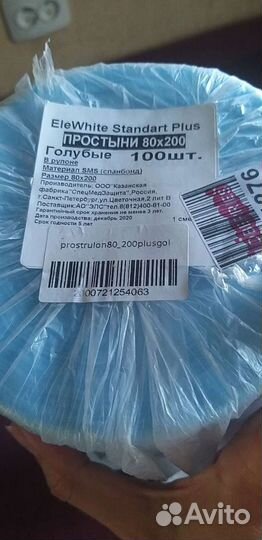 EleWhite Standart Plus
ПРОСТЫНИ 80х200
Голубые 100шт.
В рулоне
Материал SMS (спанбонд)
Размер 80х200
Производитель: ООО"Казанская
фабрика"СпецМедЗащита",Россия,
г.Санкт-Петербург,ул.Цветочная,2 лит В
Поставщик:АО"ЭЛС"тел.8(812)400-81-00
Гарантийный срок хранения не менее 3 лет.
Дата производства: декабрь 2020
Срок годности 5 лет
prostrulon80_200plusgol
2000721254063
Avito